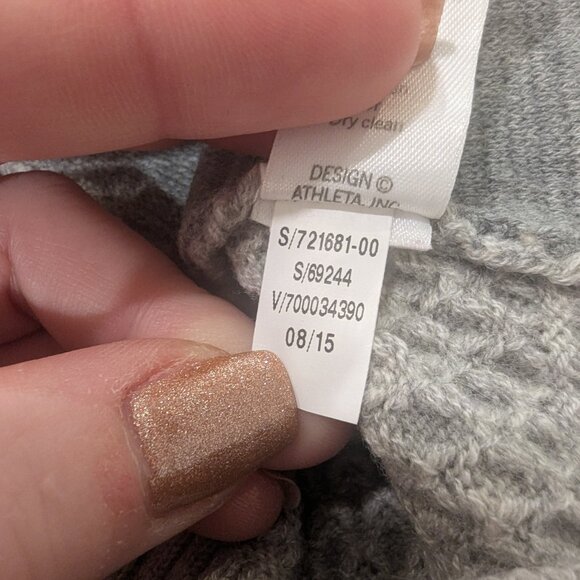 Dry clean
DESIGN ©
ATHLETA, INC
S/721681-00
S/69244
V/700034390
08/15